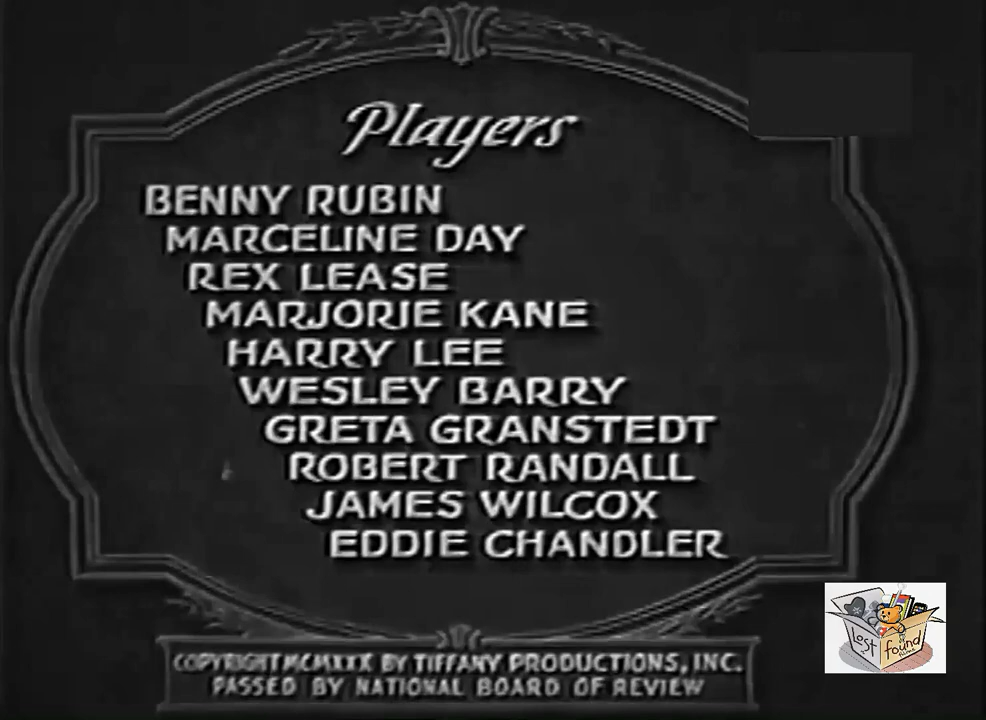 Players
BENNY RUBIN
MARCELINE DAY
REX LEASE
MARJORIE KANE
HARRY LEE
WESLEY BARRY
GRETA GRANSTEDT
ROBERT RANDALL
JAMES WILCOX
EDDIE CHANDLER
COPYRIGHT MCMXXX BY TIFFANY PRODUCTIONS, INC.
PASSED BY NATIONAL BOARD OF REVIEW
Lost found